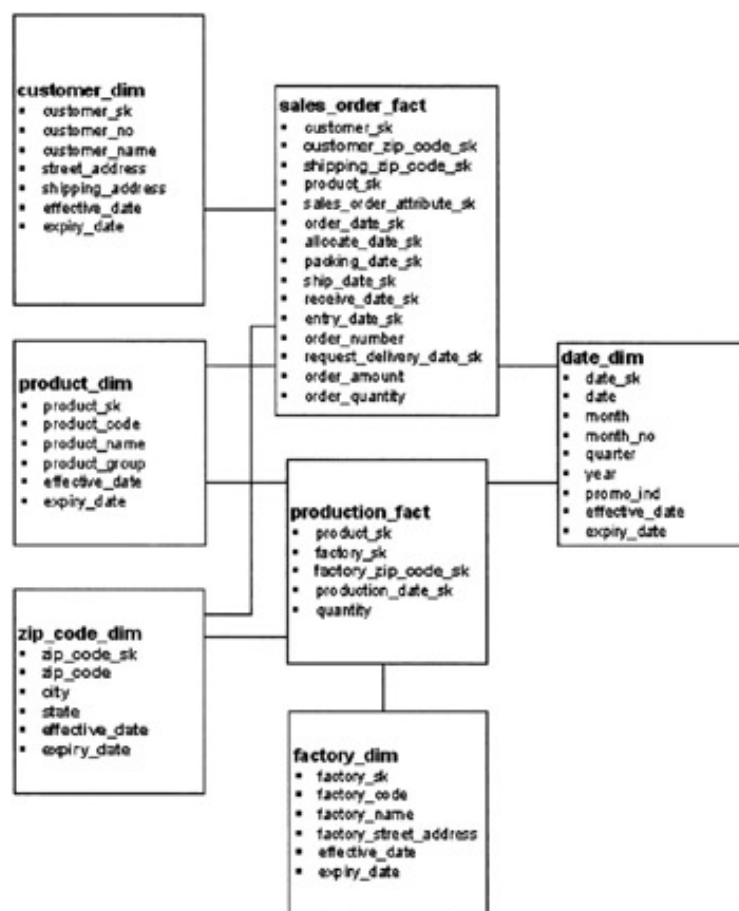 customer_dim
▪ customer_sk
▪ customer_no
▪ customer_name
▪ street_address
▪ shipping_address
▪ effective_date
▪ expiry_date
sales_order_fact
▪ customer_sk
▪ customer_zip_code_sk
▪ shipping_zip_code_sk
▪ product_sk
▪ sales_order_attribute_sk
▪ order_date_sk
▪ allocate_date_sk
▪ packing_date_sk
▪ ship_date_sk
▪ receive_date_sk
▪ entry_date_sk
▪ order_number
▪ request_delivery_date_sk
▪ order_amount
▪ order_quantity
product_dim
▪ product_sk
▪ product_code
▪ product_name
▪ product_group
▪ effective_date
▪ expiry_date
date_dim
▪ date_sk
▪ date
▪ month
▪ month_no
▪ quarter
▪ year
▪ promo_ind
▪ effective_date
▪ expiry_date
production_fact
▪ product_sk
▪ factory_sk
▪ factory_zip_code_sk
▪ production_date_sk
▪ quantity
zip_code_dim
▪ zip_code_sk
▪ zip_code
▪ city
▪ state
▪ effective_date
▪ expiry_date
factory_dim
▪ factory_sk
▪ factory_code
▪ factory_name
▪ factory_street_address
▪ effective_date
▪ expiry_date